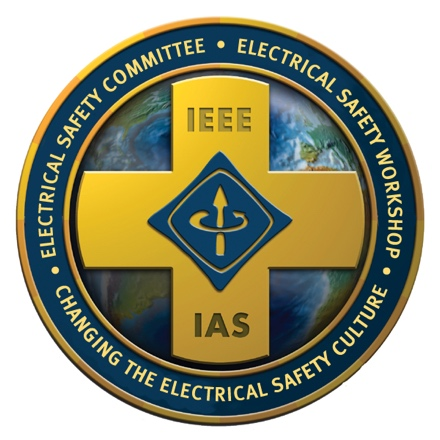 ELECTRICAL SAFETY COMMITTEE • ELECTRICAL SAFETY WORKSHOP •
CHANGING THE ELECTRICAL SAFETY CULTURE •
IEEE
IAS